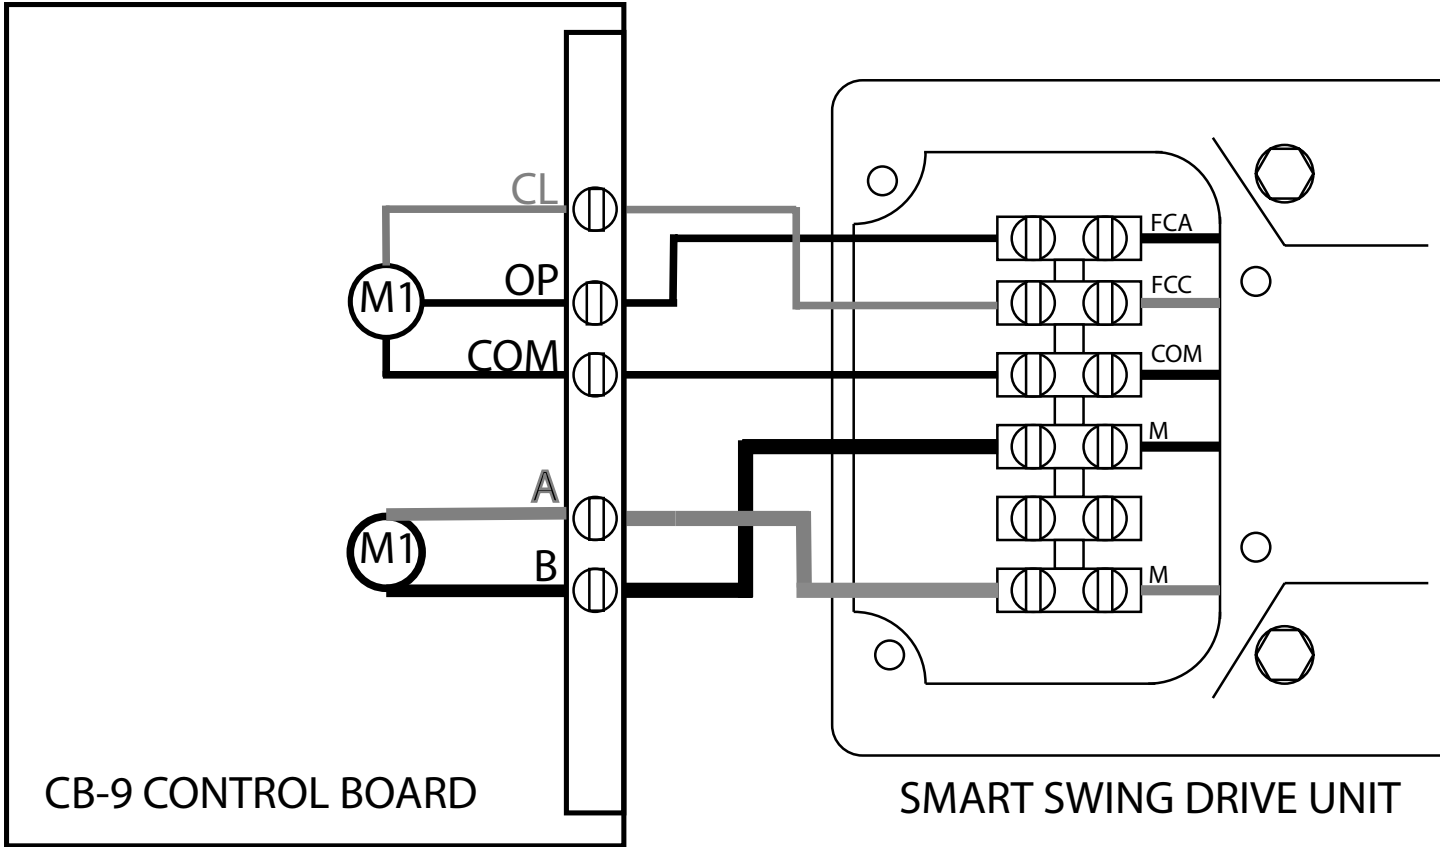 CL
OP
M1
COM
A
M1
B
FCA
FCC
COM
M
M
CB-9 CONTROL BOARD
SMART SWING DRIVE UNIT